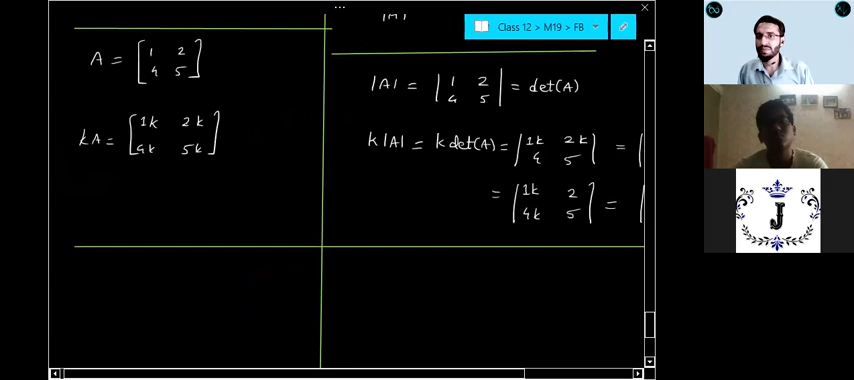 |A|
Class 12 > M19 > FB
A = [1 2
4 5]
|A| = |1 2
4 5| = det(A)
kA = [1k 2k
4k 5k]
k|A| = k det(A) = |1k 2k
4 5| = |
= |1k 2
4k 5| = |
J